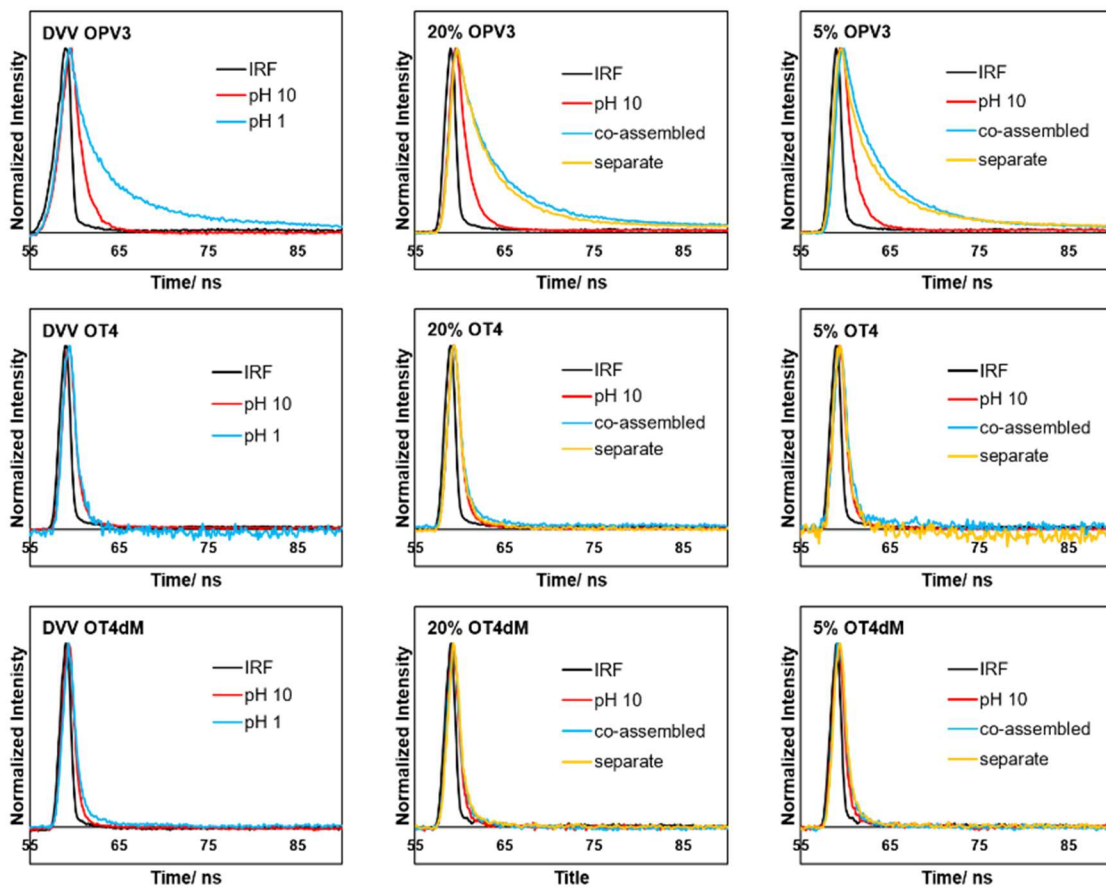 DVV OPV3
IRF
pH 10
pH 1
Normalized Intensity
55 65 75 85
Time/ ns
20% OPV3
IRF
pH 10
co-assembled
separate
Normalized Intensity
55 65 75 85
Time/ ns
5% OPV3
IRF
pH 10
co-assembled
separate
Normalized Intensity
55 65 75 85
Time/ ns
DVV OT4
IRF
pH 10
pH 1
Normalized Intensity
55 65 75 85
Time/ ns
20% OT4
IRF
pH 10
co-assembled
separate
Normalized Intensity
55 65 75 85
Time/ ns
5% OT4
IRF
pH 10
co-assembled
separate
Normalized Intensity
55 65 75 85
Time/ ns
DVV OT4dM
IRF
pH 10
pH 1
Normalized Intensity
55 65 75 85
Time/ ns
20% OT4dM
IRF
pH 10
co-assembled
separate
Normalized Intenisty
55 65 75 85
Title
5% OT4dM
IRF
pH 10
co-assembled
separate
Normalized Intensity
55 65 75 85
Time/ ns